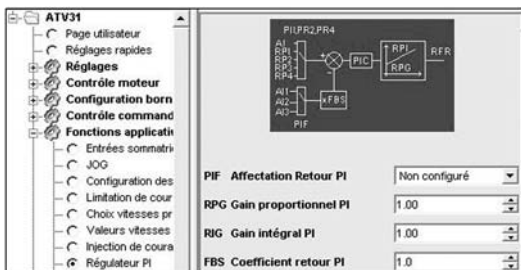 ATV31
Page utilisateur
Réglages rapides
Réglages
Contrôle moteur
Configuration born
Contrôle command
Fonctions applicati
Entrées sommatri
JOG
Configuration des
Limitation de cour
Choix vitesses pr
Valeurs vitesses
Injection de coura
Régulateur PI
PII,PR2,PR4
AI
RP1
RP2
RP3
RP4
AI1
AI2
AI3
PIF
xFBS
PIC
RPI
RPG
RFR
PIF Affectation Retour PI Non configuré
RPG Gain proportionnel PI 1.00
RIG Gain intégral PI 1.00
FBS Coefficient retour PI 1.0